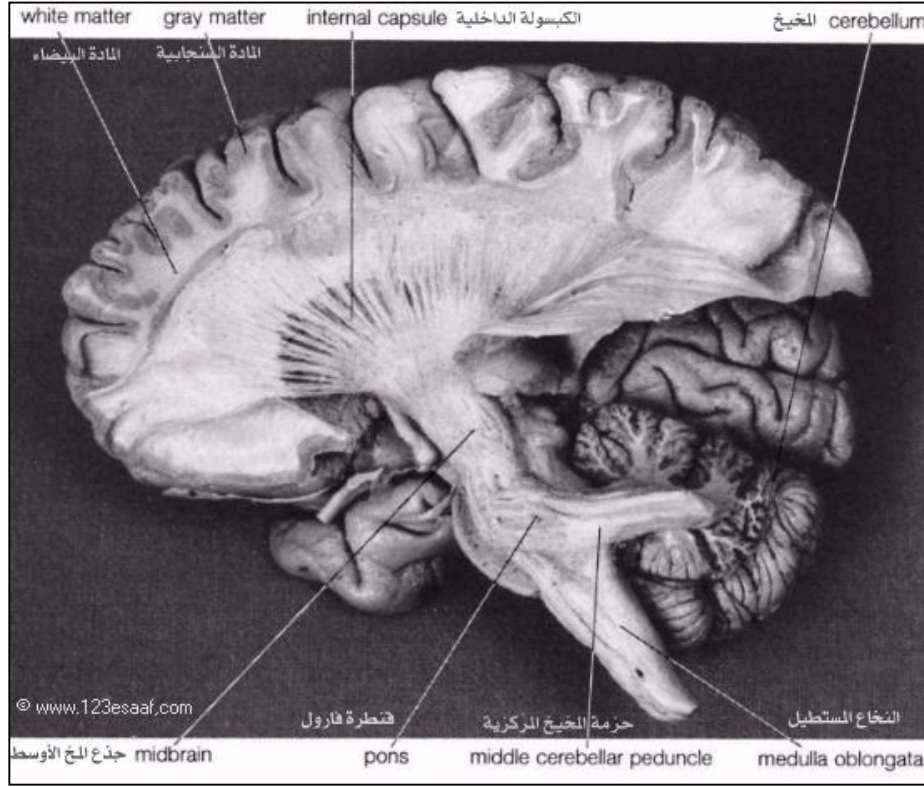 white matter gray matter internal capsule الكبسولة الداخلية المخيخ cerebellum
المادة البيضاء المادة السنجابية
© www.123esaaf.com
قنطرة فارول حزمة المخيخ المركزية النخاع المستطيل
جذع المخ الأوسط midbrain pons middle cerebellar peduncle medulla oblongata